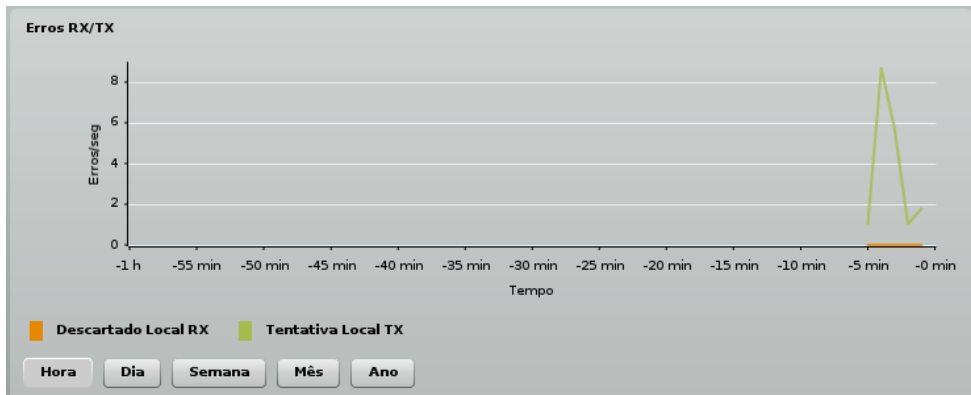 Erros RX/TX
8
6
4
2
0
Erros/seg
-1 h -55 min -50 min -45 min -40 min -35 min -30 min -25 min -20 min -15 min -10 min -5 min -0 min
Tempo
Descartado Local RX Tentativa Local TX
Hora Dia Semana Mês Ano